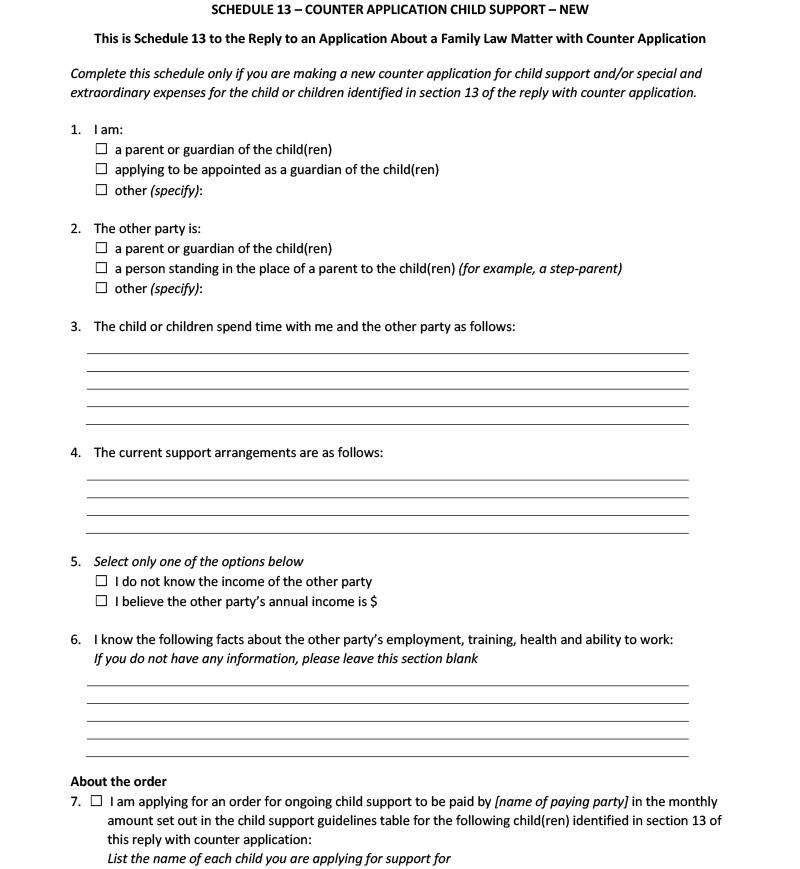 SCHEDULE 13 – COUNTER APPLICATION CHILD SUPPORT – NEW
This is Schedule 13 to the Reply to an Application About a Family Law Matter with Counter Application
Complete this schedule only if you are making a new counter application for child support and/or special and
extraordinary expenses for the child or children identified in section 13 of the reply with counter application.
1. I am:
☐ a parent or guardian of the child(ren)
☐ applying to be appointed as a guardian of the child(ren)
☐ other (specify):
2. The other party is:
☐ a parent or guardian of the child(ren)
☐ a person standing in the place of a parent to the child(ren) (for example, a step-parent)
☐ other (specify):
3. The child or children spend time with me and the other party as follows:
4. The current support arrangements are as follows:
5. Select only one of the options below
☐ I do not know the income of the other party
☐ I believe the other party's annual income is $
6. I know the following facts about the other party's employment, training, health and ability to work:
If you do not have any information, please leave this section blank
About the order
7. ☐ I am applying for an order for ongoing child support to be paid by [name of paying party] in the monthly
amount set out in the child support guidelines table for the following child(ren) identified in section 13 of
this reply with counter application:
List the name of each child you are applying for support for